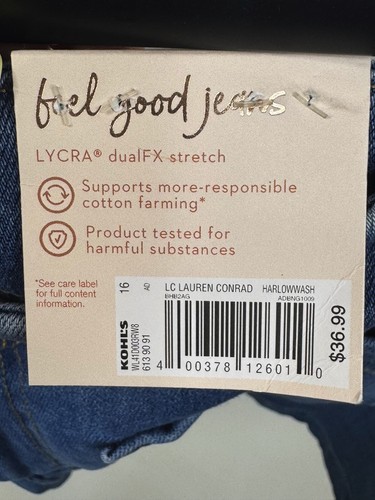 feel good jeans
LYCRA® dualFX stretch
Supports more-responsible
cotton farming*
Product tested for
harmful substances
*See care label
for full content
information.
16 AD LC LAUREN CONRAD HARLOWWASH
BHB2AG ADBNG1009
KOHL'S
WL41D003RW8
613 90 91
4 00378 12601 0
$36.99